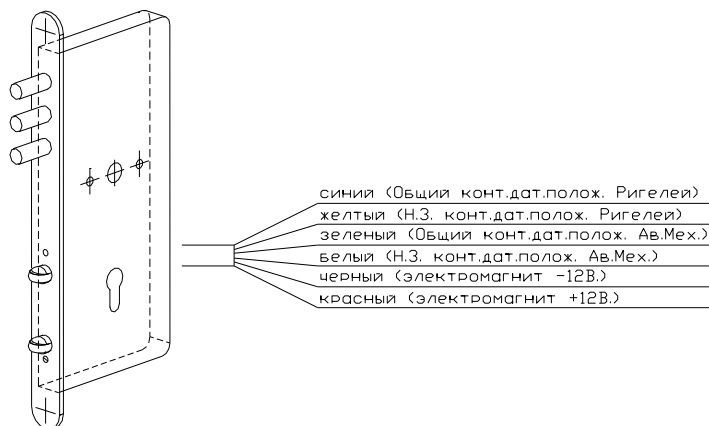 синий (Общий конт.дат.полож. Ригелей)
желтый (Н.З. конт.дат.полож. Ригелей)
зеленый (Общий конт.дат.полож. Ав.Мех.)
белый (Н.З. конт.дат.полож. Ав.Мех.)
черный (электромагнит -12В.)
красный (электромагнит +12В.)